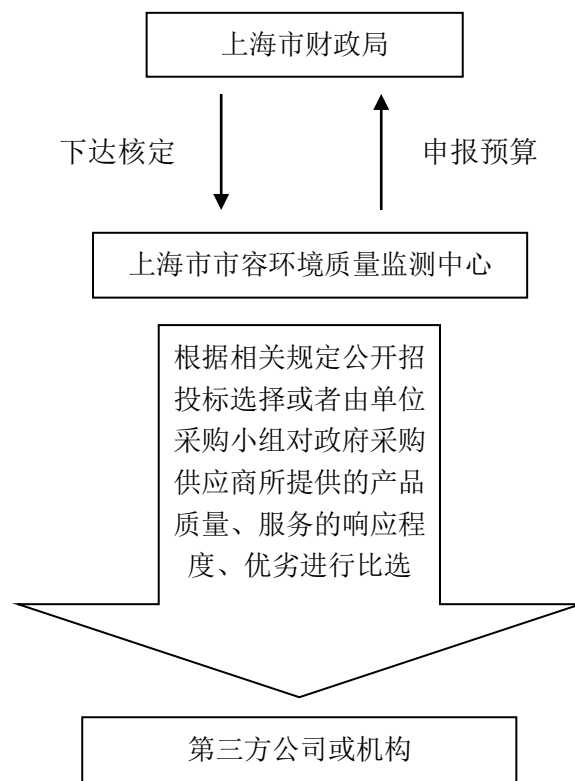 上海市财政局
下达核定
申报预算
上海市市容环境质量监测中心
根据相关规定公开招
投标选择或者由单位
采购小组对政府采购
供应商所提供的产品
质量、服务的响应程
度、优劣进行比选
第三方公司或机构